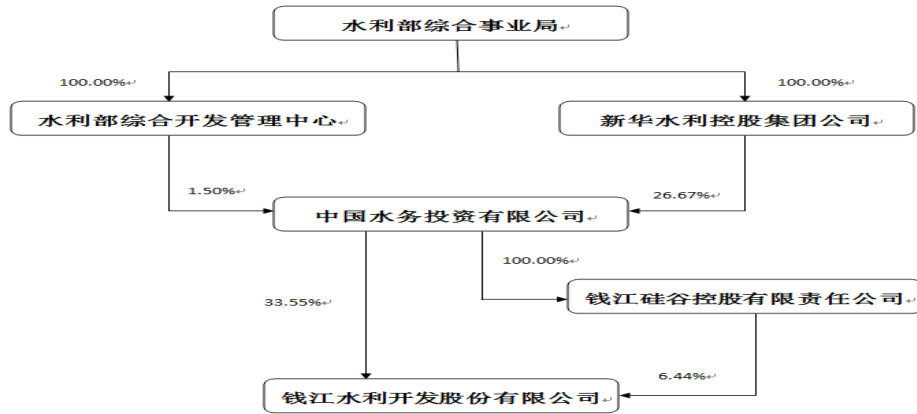 水利部综合事业局
100.00%
100.00%
水利部综合开发管理中心
新华水利控股集团公司
1.50%
26.67%
中国水务投资有限公司
100.00%
33.55%
钱江硅谷控股有限责任公司
6.44%
钱江水利开发股份有限公司